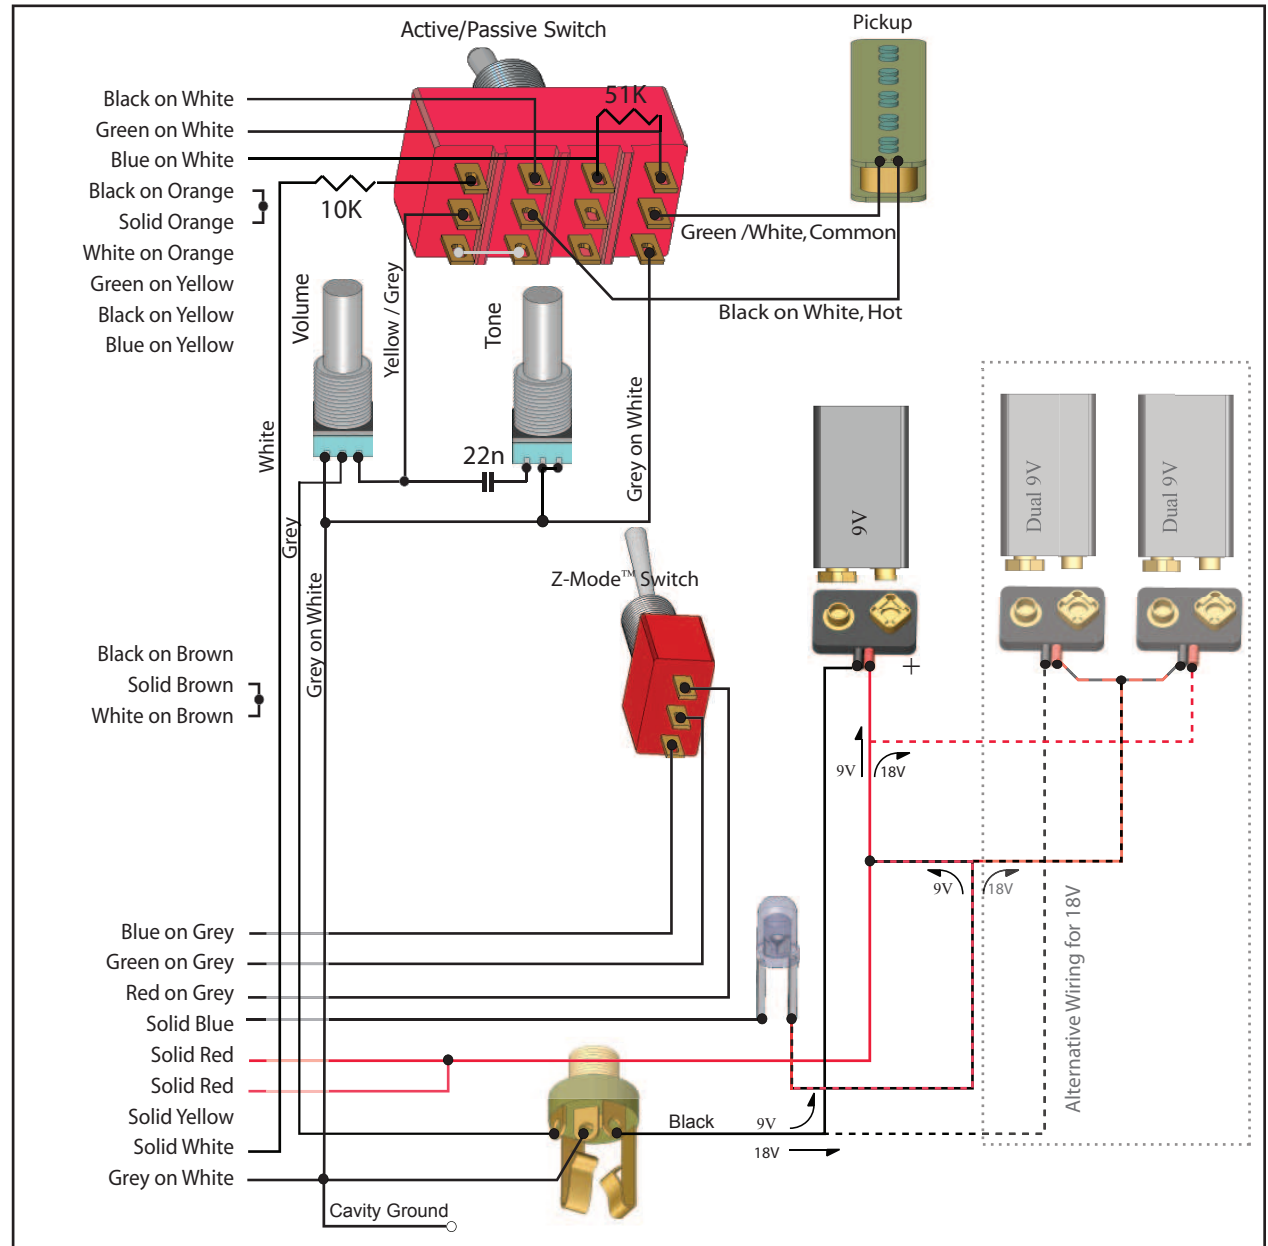 Active/Passive Switch
Pickup
Black on White
51K
Green on White
Blue on White
Black on Orange
10K
Solid Orange
Green /White, Common
White on Orange
Green on Yellow
Black on White, Hot
Black on Yellow
Blue on Yellow
Volume
Yellow / Grey
Tone
White
22n
Grey on White
Grey
Grey on White
9V
Dual 9V
Dual 9V
Z-Mode™ Switch
+
Black on Brown
Solid Brown
White on Brown
9V
18V
9V
18V
Alternative Wiring for 18V
Blue on Grey
Green on Grey
Red on Grey
Solid Blue
Solid Red
Solid Red
Solid Yellow
Black
9V
Solid White
18V
Grey on White
Cavity Ground